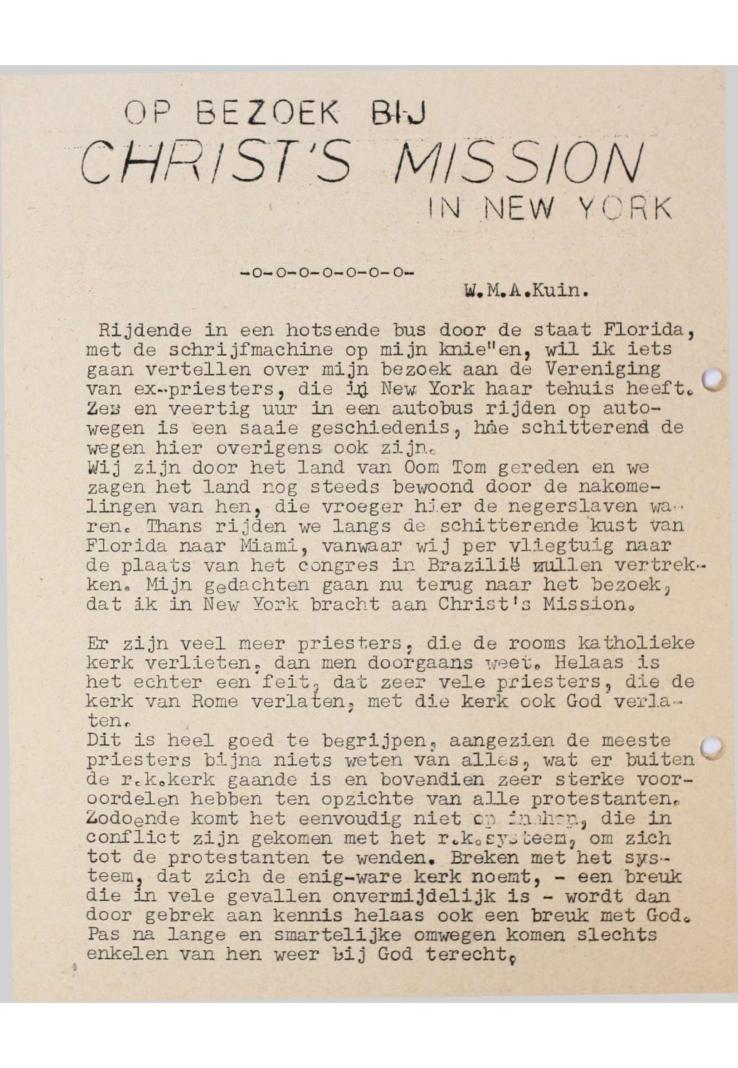 OP BEZOEK BIJ
CHRIST'S MISSION
IN NEW YORK
-o-o-o-o-o-o-o-
W.M.A.Kuin.
Rijdende in een hotsende bus door de staat Florida,
met de schrijfmachine op mijn knie"en, wil ik iets
gaan vertellen over mijn bezoek aan de Vereniging
van ex-priesters, die in New York haar tehuis heeft.
Zes en veertig uur in een autobus rijden op auto-
wegen is een saaie geschiedenis, hoe schitterend de
wegen hier overigens ook zijn.
Wij zijn door het land van Oom Tom gereden en we
zagen het land nog steeds bewoond door de nakome-
lingen van hen, die vroeger hier de negerslaven wa-
ren. Thans rijden we langs de schitterende kust van
Florida naar Miami, vanwaar wij per vliegtuig naar
de plaats van het congres in Brazilië zullen vertrek-
ken. Mijn gedachten gaan nu terug naar het bezoek,
dat ik in New York bracht aan Christ's Mission.
Er zijn veel meer priesters, die de rooms katholieke
kerk verlieten, dan men doorgaans weet. Helaas is
het echter een feit, dat zeer vele priesters, die de
kerk van Rome verlaten, met die kerk ook God verla-
ten.
Dit is heel goed te begrijpen, aangezien de meeste
priesters bijna niets weten van alles, wat er buiten
de r.k.kerk gaande is en bovendien zeer sterke voor-
oordelen hebben ten opzichte van alle protestanten.
Zodoende komt het eenvoudig niet op in hen, die in
conflict zijn gekomen met het r.k.systeem, om zich
tot de protestanten te wenden. Breken met het sys-
teem, dat zich de enig-ware kerk noemt, - een breuk
die in vele gevallen onvermijdelijk is - wordt dan
door gebrek aan kennis helaas ook een breuk met God.
Pas na lange en smartelijke omwegen komen slechts
enkelen van hen weer bij God terecht.